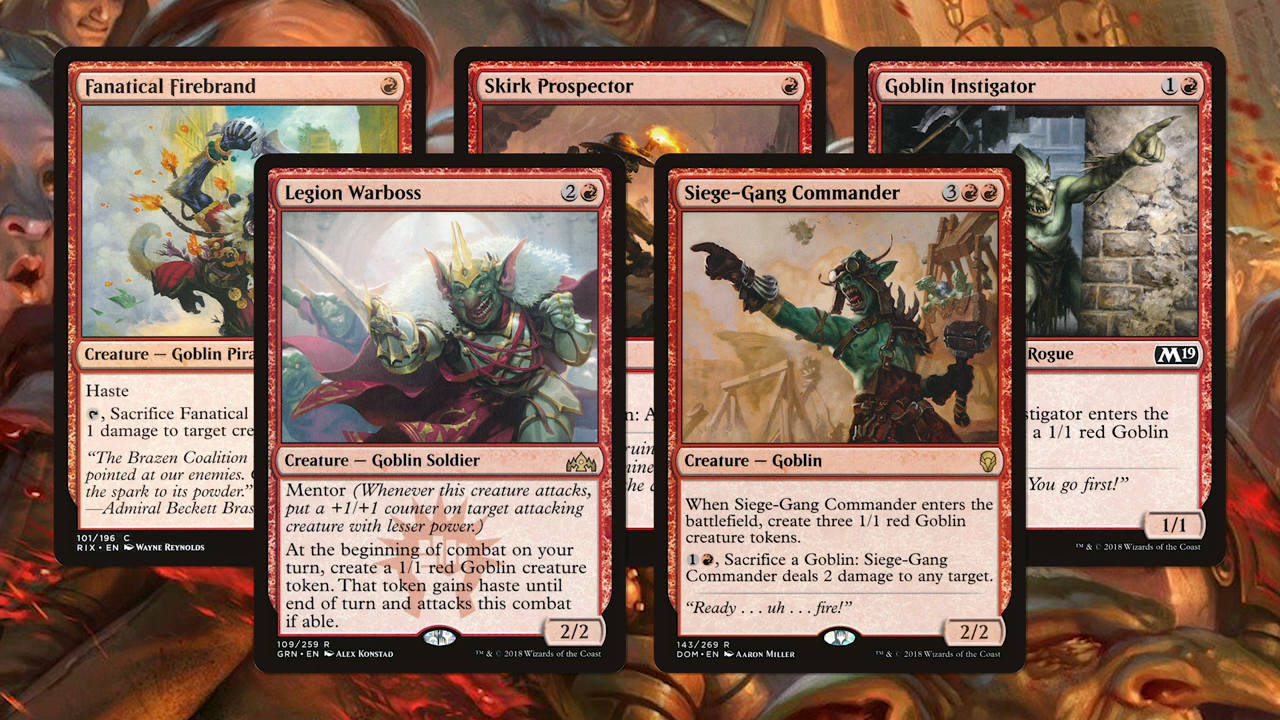 Fanatical Firebrand
Creature — Goblin
Haste
, Sacrifice Fanatical
1 damage to target
"The Brazen Coalition
pointed at our enemies.
the spark to its powder."
—Admiral Beckett
101/196 C
RIX • EN WAYNE REYNOLDS
Skirk Prospector
Goblin Instigator 1
Rogue M19
enters the
a 1/1 red Goblin
You go first!"
1/1
™ & © 2018 Wizards of the Coast
Legion Warboss 2
Creature — Goblin Soldier
Mentor (Whenever this creature attacks,
put a +1/+1 counter on target attacking
creature with lesser power.)
At the beginning of combat on your
turn, create a 1/1 red Goblin creature
token. That token gains haste until
end of turn and attacks this combat
if able.
2/2
109/259 R
GRN • EN ALEX KONSTAD
™ & © 2018 Wizards of the Coast
Siege-Gang Commander 3
Creature — Goblin
When Siege-Gang Commander enters the
battlefield, create three 1/1 red Goblin
creature tokens.
1, Sacrifice a Goblin: Siege-Gang
Commander deals 2 damage to any target.
"Ready . . . uh . . . fire!"
2/2
143/269 R
DOM • EN AARON MILLER
™ & © 2018 Wizards of the Coast